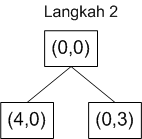 Langkah 2
(0,0)
(4,0) (0,3)